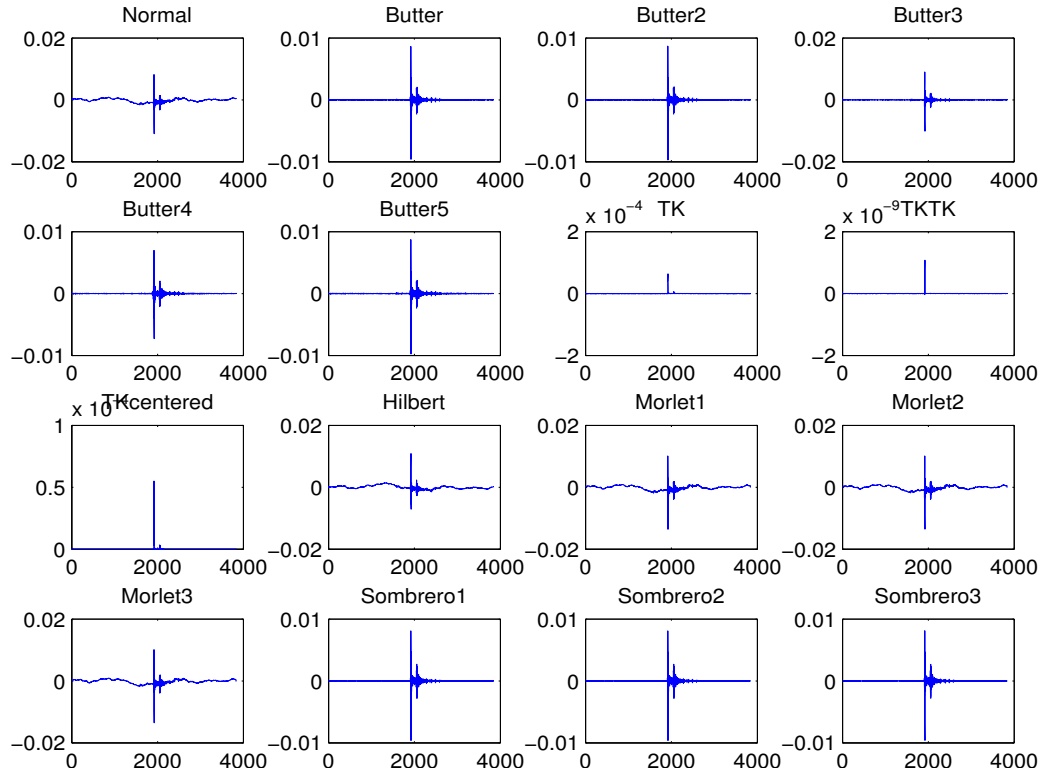 Normal Butter Butter2 Butter3
0.02 0.01 0.01 0.02
0 0 0 0
−0.02 −0.01 −0.01 −0.02
0 2000 4000 0 2000 4000 0 2000 4000 0 2000 4000
Butter4 Butter5 x 10−4 TK x 10−9 TKTK
0.01 0.01 2 2
0 0 0 0
−0.01 −0.01 −2 −2
0 2000 4000 0 2000 4000 0 2000 4000 0 2000 4000
x 10 TKcentered Hilbert Morlet1 Morlet2
1 0.02 0.02 0.02
0.5 0 0 0
0 −0.02 −0.02 −0.02
0 2000 4000 0 2000 4000 0 2000 4000 0 2000 4000
Morlet3 Sombrero1 Sombrero2 Sombrero3
0.02 0.01 0.01 0.01
0 0 0 0
−0.02 −0.01 −0.01 −0.01
0 2000 4000 0 2000 4000 0 2000 4000 0 2000 4000